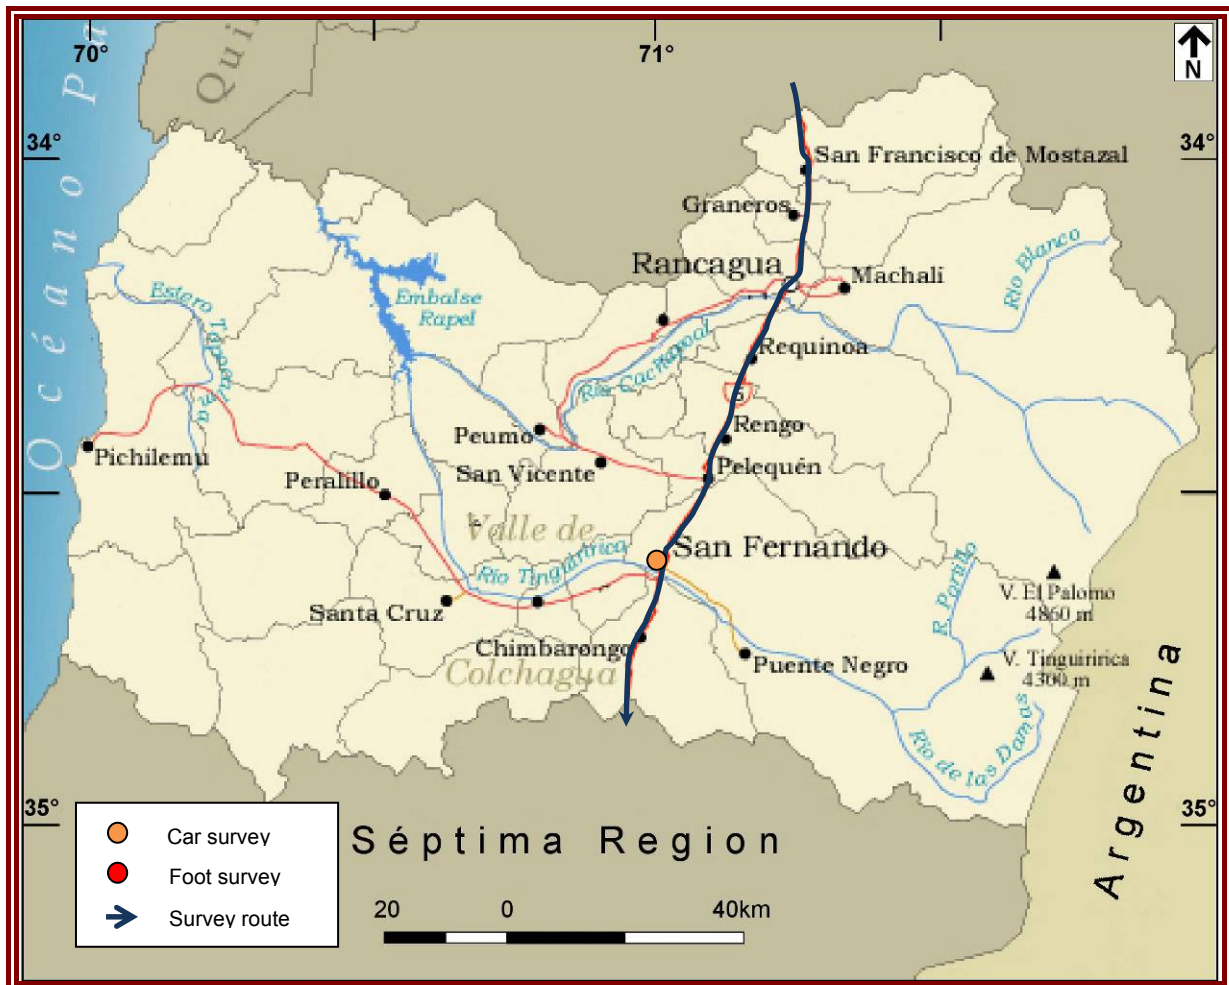 70°
71°
N
Océano Pa
Qui
34°
34°
San Francisco de Mostazal
Graneros
Rancagua
Machalí
Río Blanco
Estero Topocalma
Embalse
Rapel
Río Cachapoal
Requinoa
5
Rengo
Peumo
Pichilemu
San Vicente
Pelequén
Peralillo
Valle de
San Fernando
Río Tinguiririca
R. Portillo
V. El Palomo
4860 m
Santa Cruz
Chimbarongo
Puente Negro
V. Tinguiririca
4300 m
Colchagua
Río de las Damas
Argentina
35°
35°
Séptima Region
Car survey
Foot survey
Survey route
20
0
40km